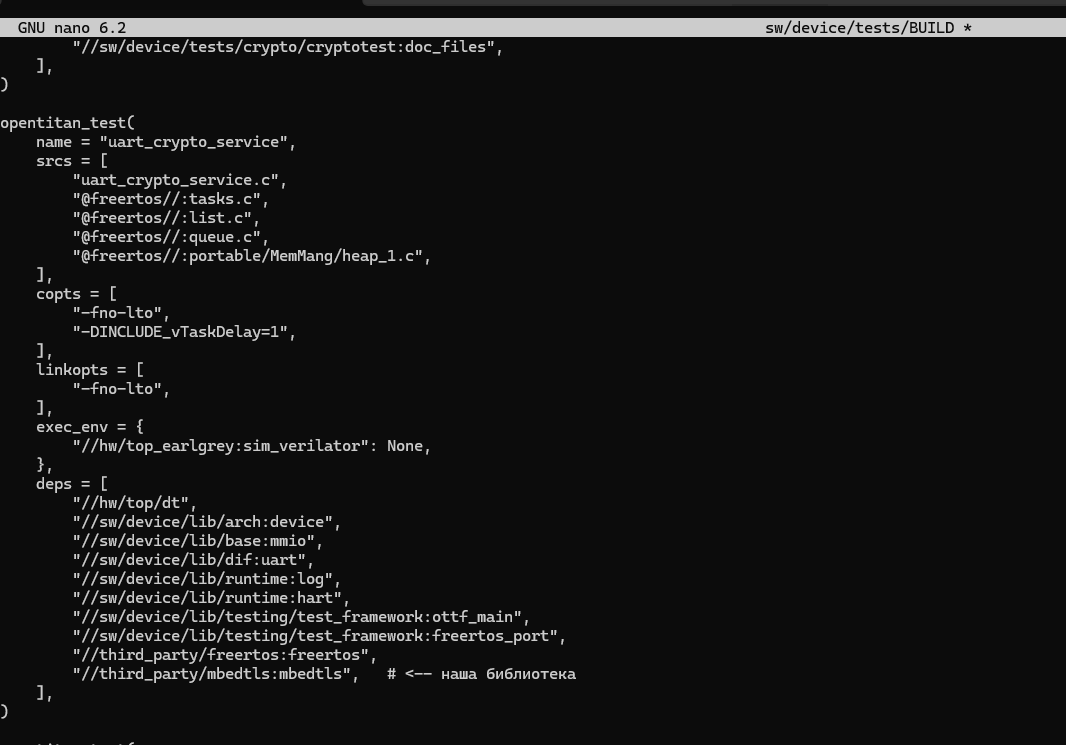 GNU nano 6.2 sw/device/tests/BUILD *
        "//sw/device/tests/crypto/cryptotest:doc_files",
    ],
)

opentitan_test(
    name = "uart_crypto_service",
    srcs = [
        "uart_crypto_service.c",
        "@freertos//:tasks.c",
        "@freertos//:list.c",
        "@freertos//:queue.c",
        "@freertos//:portable/MemMang/heap_1.c",
    ],
    copts = [
        "-fno-lto",
        "-DINCLUDE_vTaskDelay=1",
    ],
    linkopts = [
        "-fno-lto",
    ],
    exec_env = {
        "//hw/top_earlgrey:sim_verilator": None,
    },
    deps = [
        "//hw/top/dt",
        "//sw/device/lib/arch:device",
        "//sw/device/lib/base:mmio",
        "//sw/device/lib/dif:uart",
        "//sw/device/lib/runtime:log",
        "//sw/device/lib/runtime:hart",
        "//sw/device/lib/testing/test_framework:ottf_main",
        "//sw/device/lib/testing/test_framework:freertos_port",
        "//third_party/freertos:freertos",
        "//third_party/mbedtls:mbedtls",   # <-- наша библиотека
    ],
)